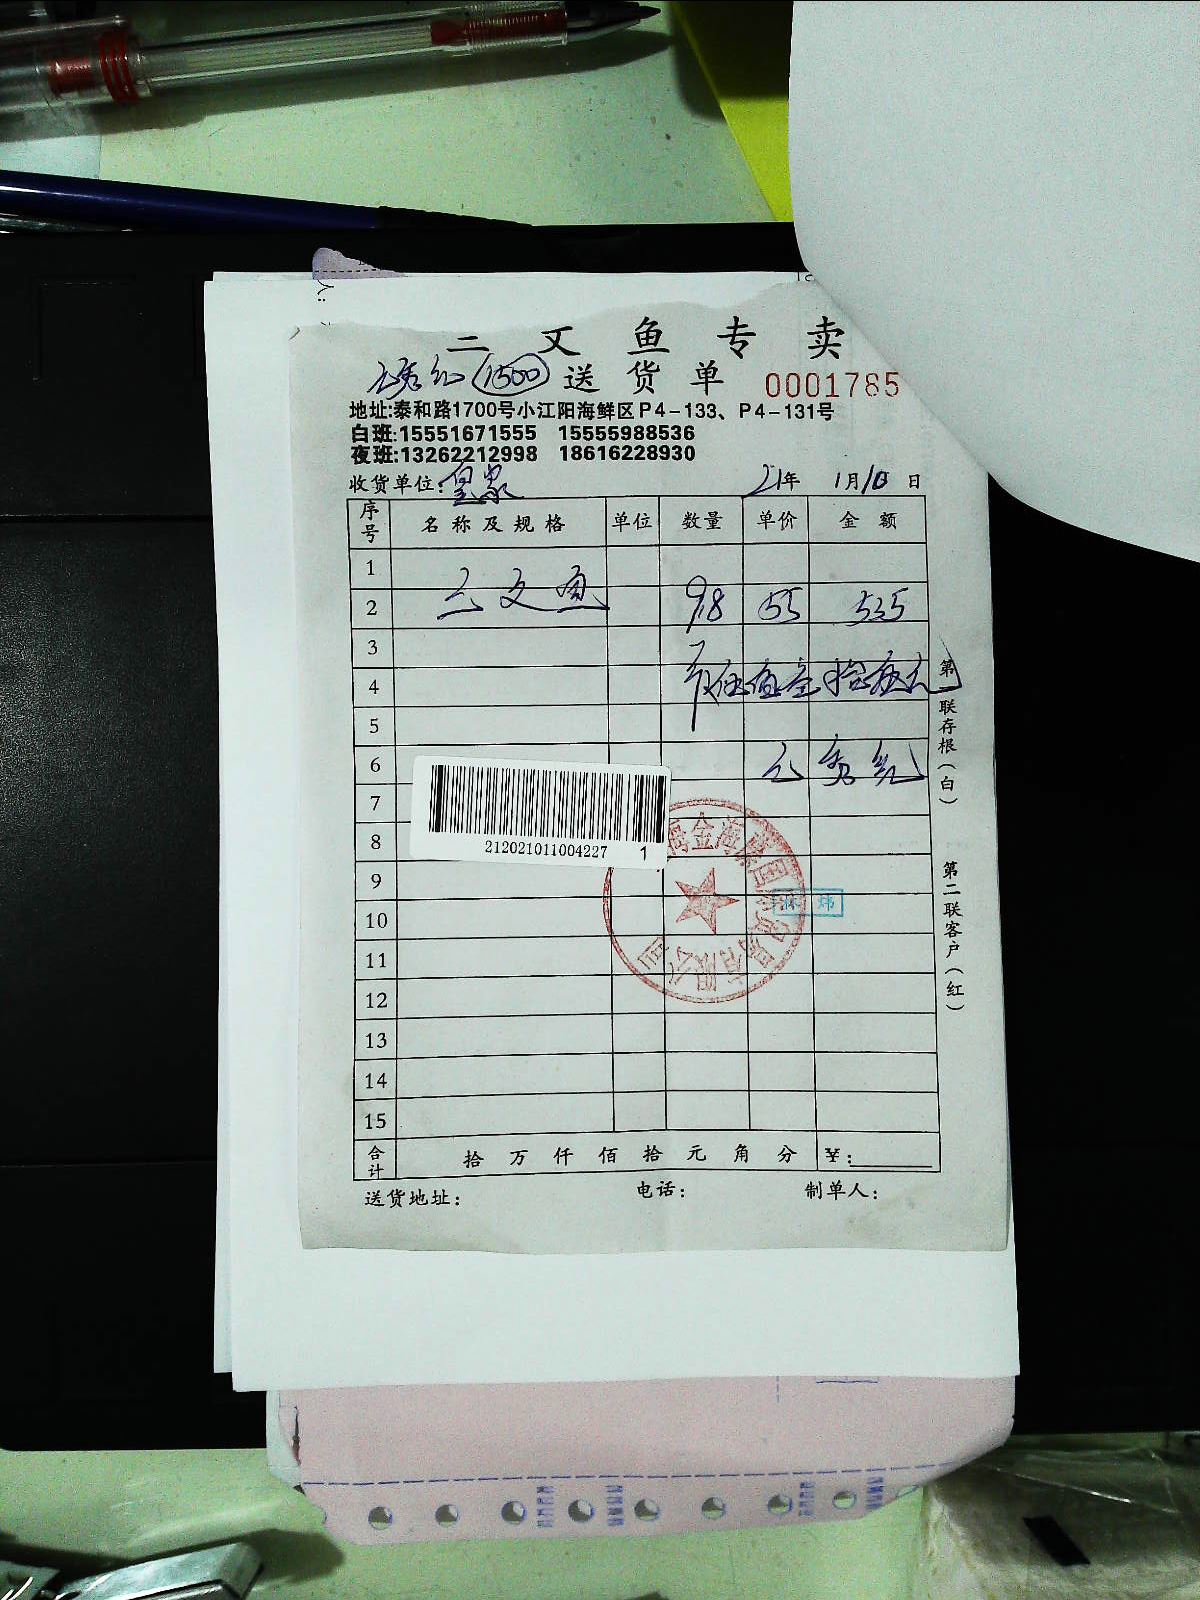 三文鱼专卖
1500 送货单 0001785
地址:泰和路1700号小江阳海鲜区P4-133、P4-131号
白班:15551671555 15555988536
夜班:13262212998 18616228930
收货单位: 21年 1月10日
序号 名称及规格 单位 数量 单价 金额
1
三文鱼
2 9.8 55 535
3
4
5
6
7
212021011004227 1
8
9
10
林炜
11
12
13
14
15
合计 拾万仟佰拾元角分 ¥:
送货地址: 电话: 制单人:
第一联存根(白)
第二联客户(红)